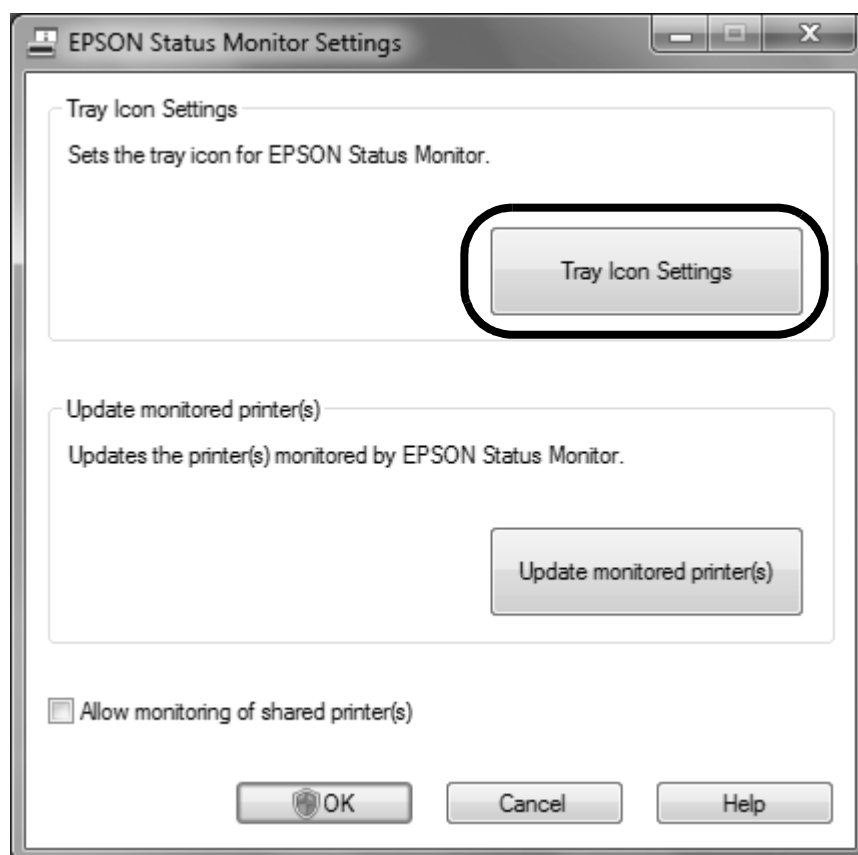 EPSON Status Monitor Settings
Tray Icon Settings
Sets the tray icon for EPSON Status Monitor.
Tray Icon Settings
Update monitored printer(s)
Updates the printer(s) monitored by EPSON Status Monitor.
Update monitored printer(s)
Allow monitoring of shared printer(s)
OK Cancel Help